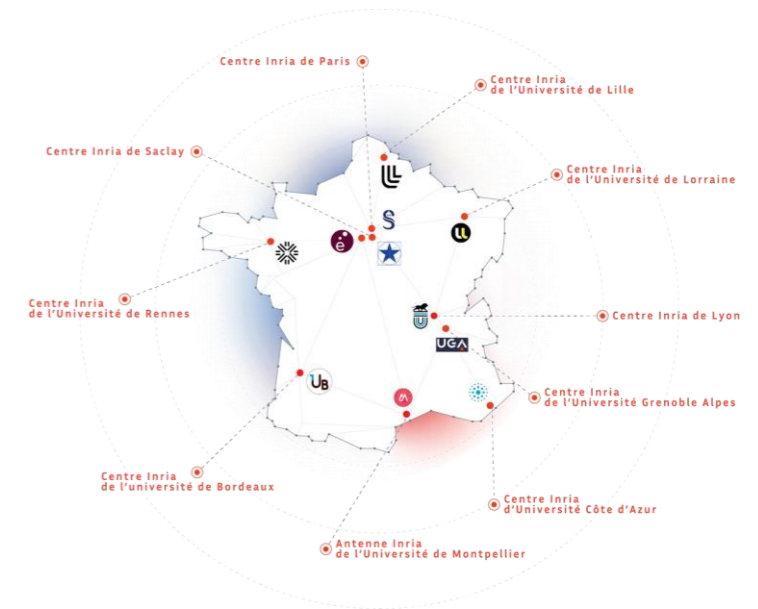 Centre Inria de Paris
Centre Inria
de l'Université de Lille
Centre Inria de Saclay
Centre Inria
de l'Université de Lorraine
Centre Inria
de l'Université de Rennes
Centre Inria de Lyon
UGA
Centre Inria
de l'Université Grenoble Alpes
UB
Centre Inria
de l'université de Bordeaux
Centre Inria
d'Université Côte d'Azur
Antenne Inria
de l'Université de Montpellier